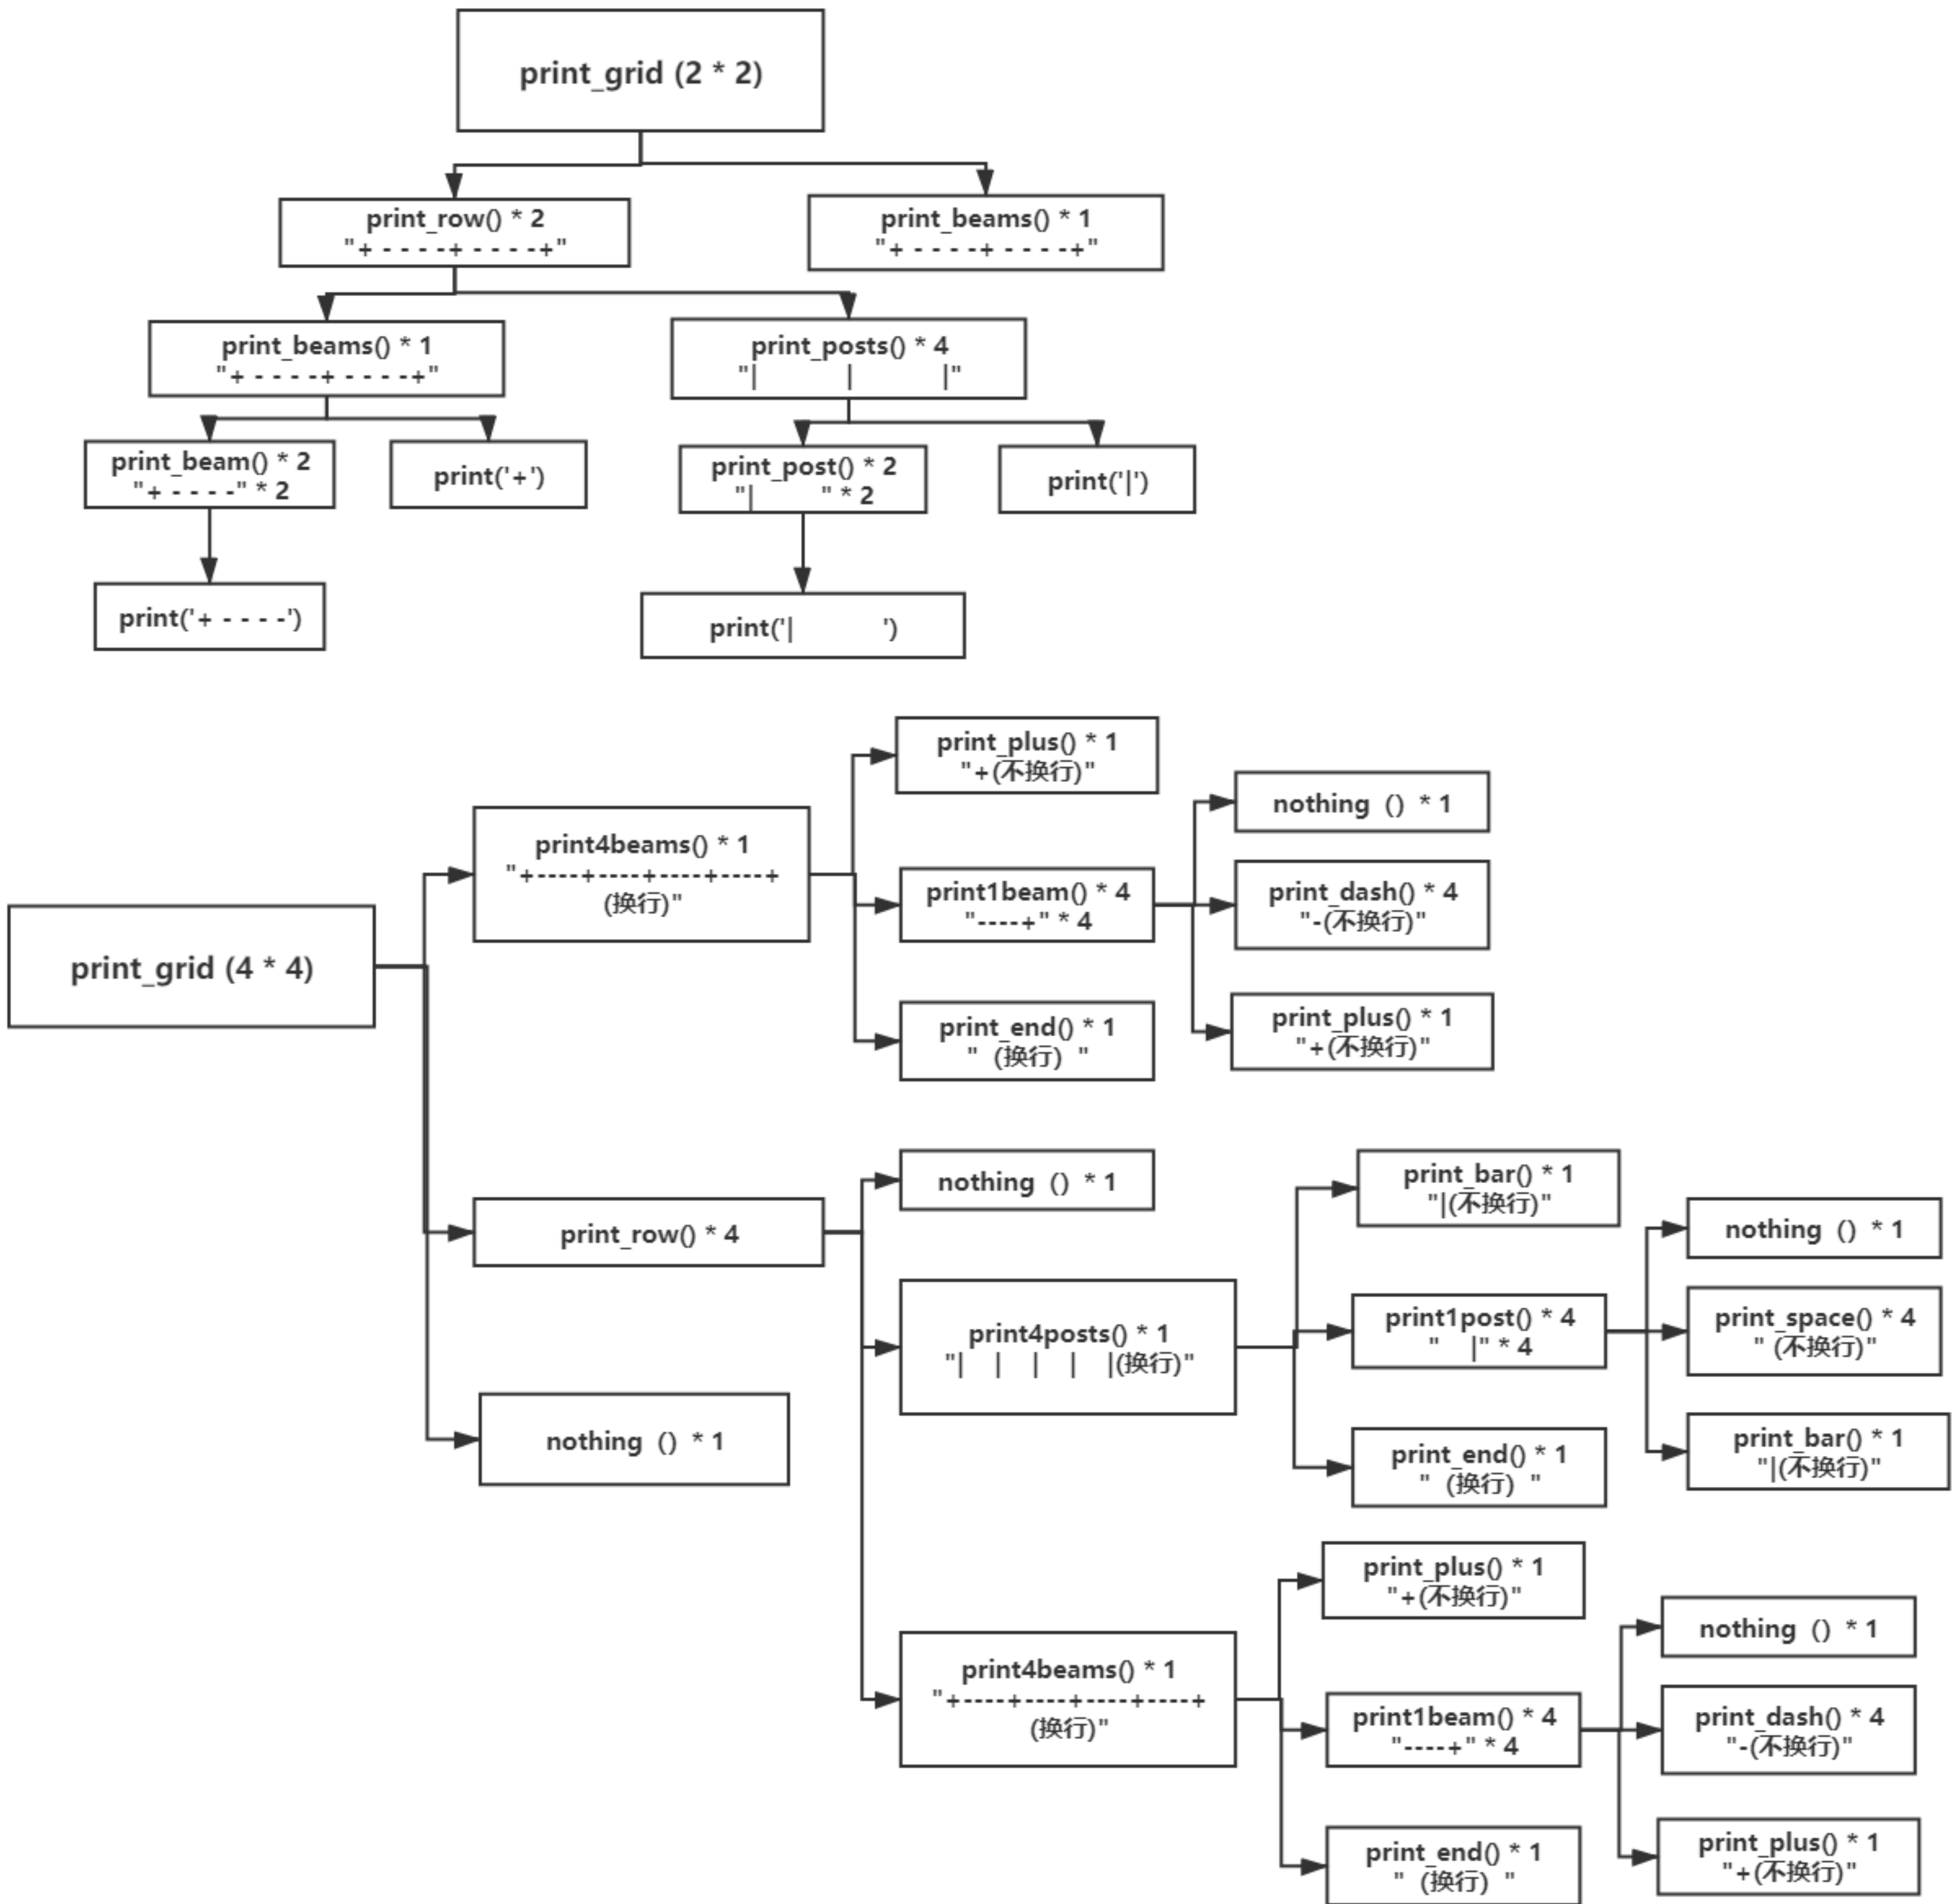 print_grid (2 * 2)
print_row() * 2
"+ - - - -+ - - - -+"
print_beams() * 1
"+ - - - -+ - - - -+"
print_beams() * 1
"+ - - - -+ - - - -+"
print_posts() * 4
"|            |            |"
print_beam() * 2
"+ - - - -" * 2
print('+')
print_post() * 2
"|         " * 2
print('|')
print('+ - - - -')
print('|            ')
print_plus() * 1
"+(不换行)"
nothing () * 1
print4beams() * 1
"+----+----+----+----+
(换行)"
print1beam() * 4
"----+" * 4
print_dash() * 4
"-(不换行)"
print_grid (4 * 4)
print_end() * 1
" (换行) "
print_plus() * 1
"+(不换行)"
nothing () * 1
print_bar() * 1
"|(不换行)"
print_row() * 4
nothing () * 1
print4posts() * 1
"|    |    |    |    |(换行)"
print1post() * 4
"    |" * 4
print_space() * 4
" (不换行)"
nothing () * 1
print_end() * 1
" (换行) "
print_bar() * 1
"|(不换行)"
print_plus() * 1
"+(不换行)"
nothing () * 1
print4beams() * 1
"+----+----+----+----+
(换行)"
print1beam() * 4
"----+" * 4
print_dash() * 4
"-(不换行)"
print_end() * 1
" (换行) "
print_plus() * 1
"+(不换行)"